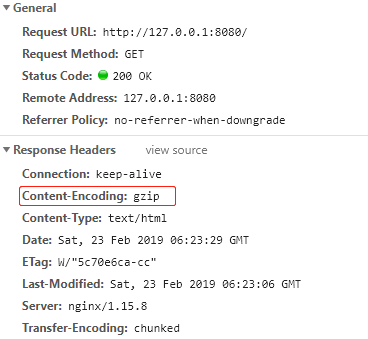 General
Request URL: http://127.0.0.1:8080/
Request Method: GET
Status Code: 200 OK
Remote Address: 127.0.0.1:8080
Referrer Policy: no-referrer-when-downgrade
Response Headers view source
Connection: keep-alive
Content-Encoding: gzip
Content-Type: text/html
Date: Sat, 23 Feb 2019 06:23:29 GMT
ETag: W/"5c70e6ca-cc"
Last-Modified: Sat, 23 Feb 2019 06:23:06 GMT
Server: nginx/1.15.8
Transfer-Encoding: chunked